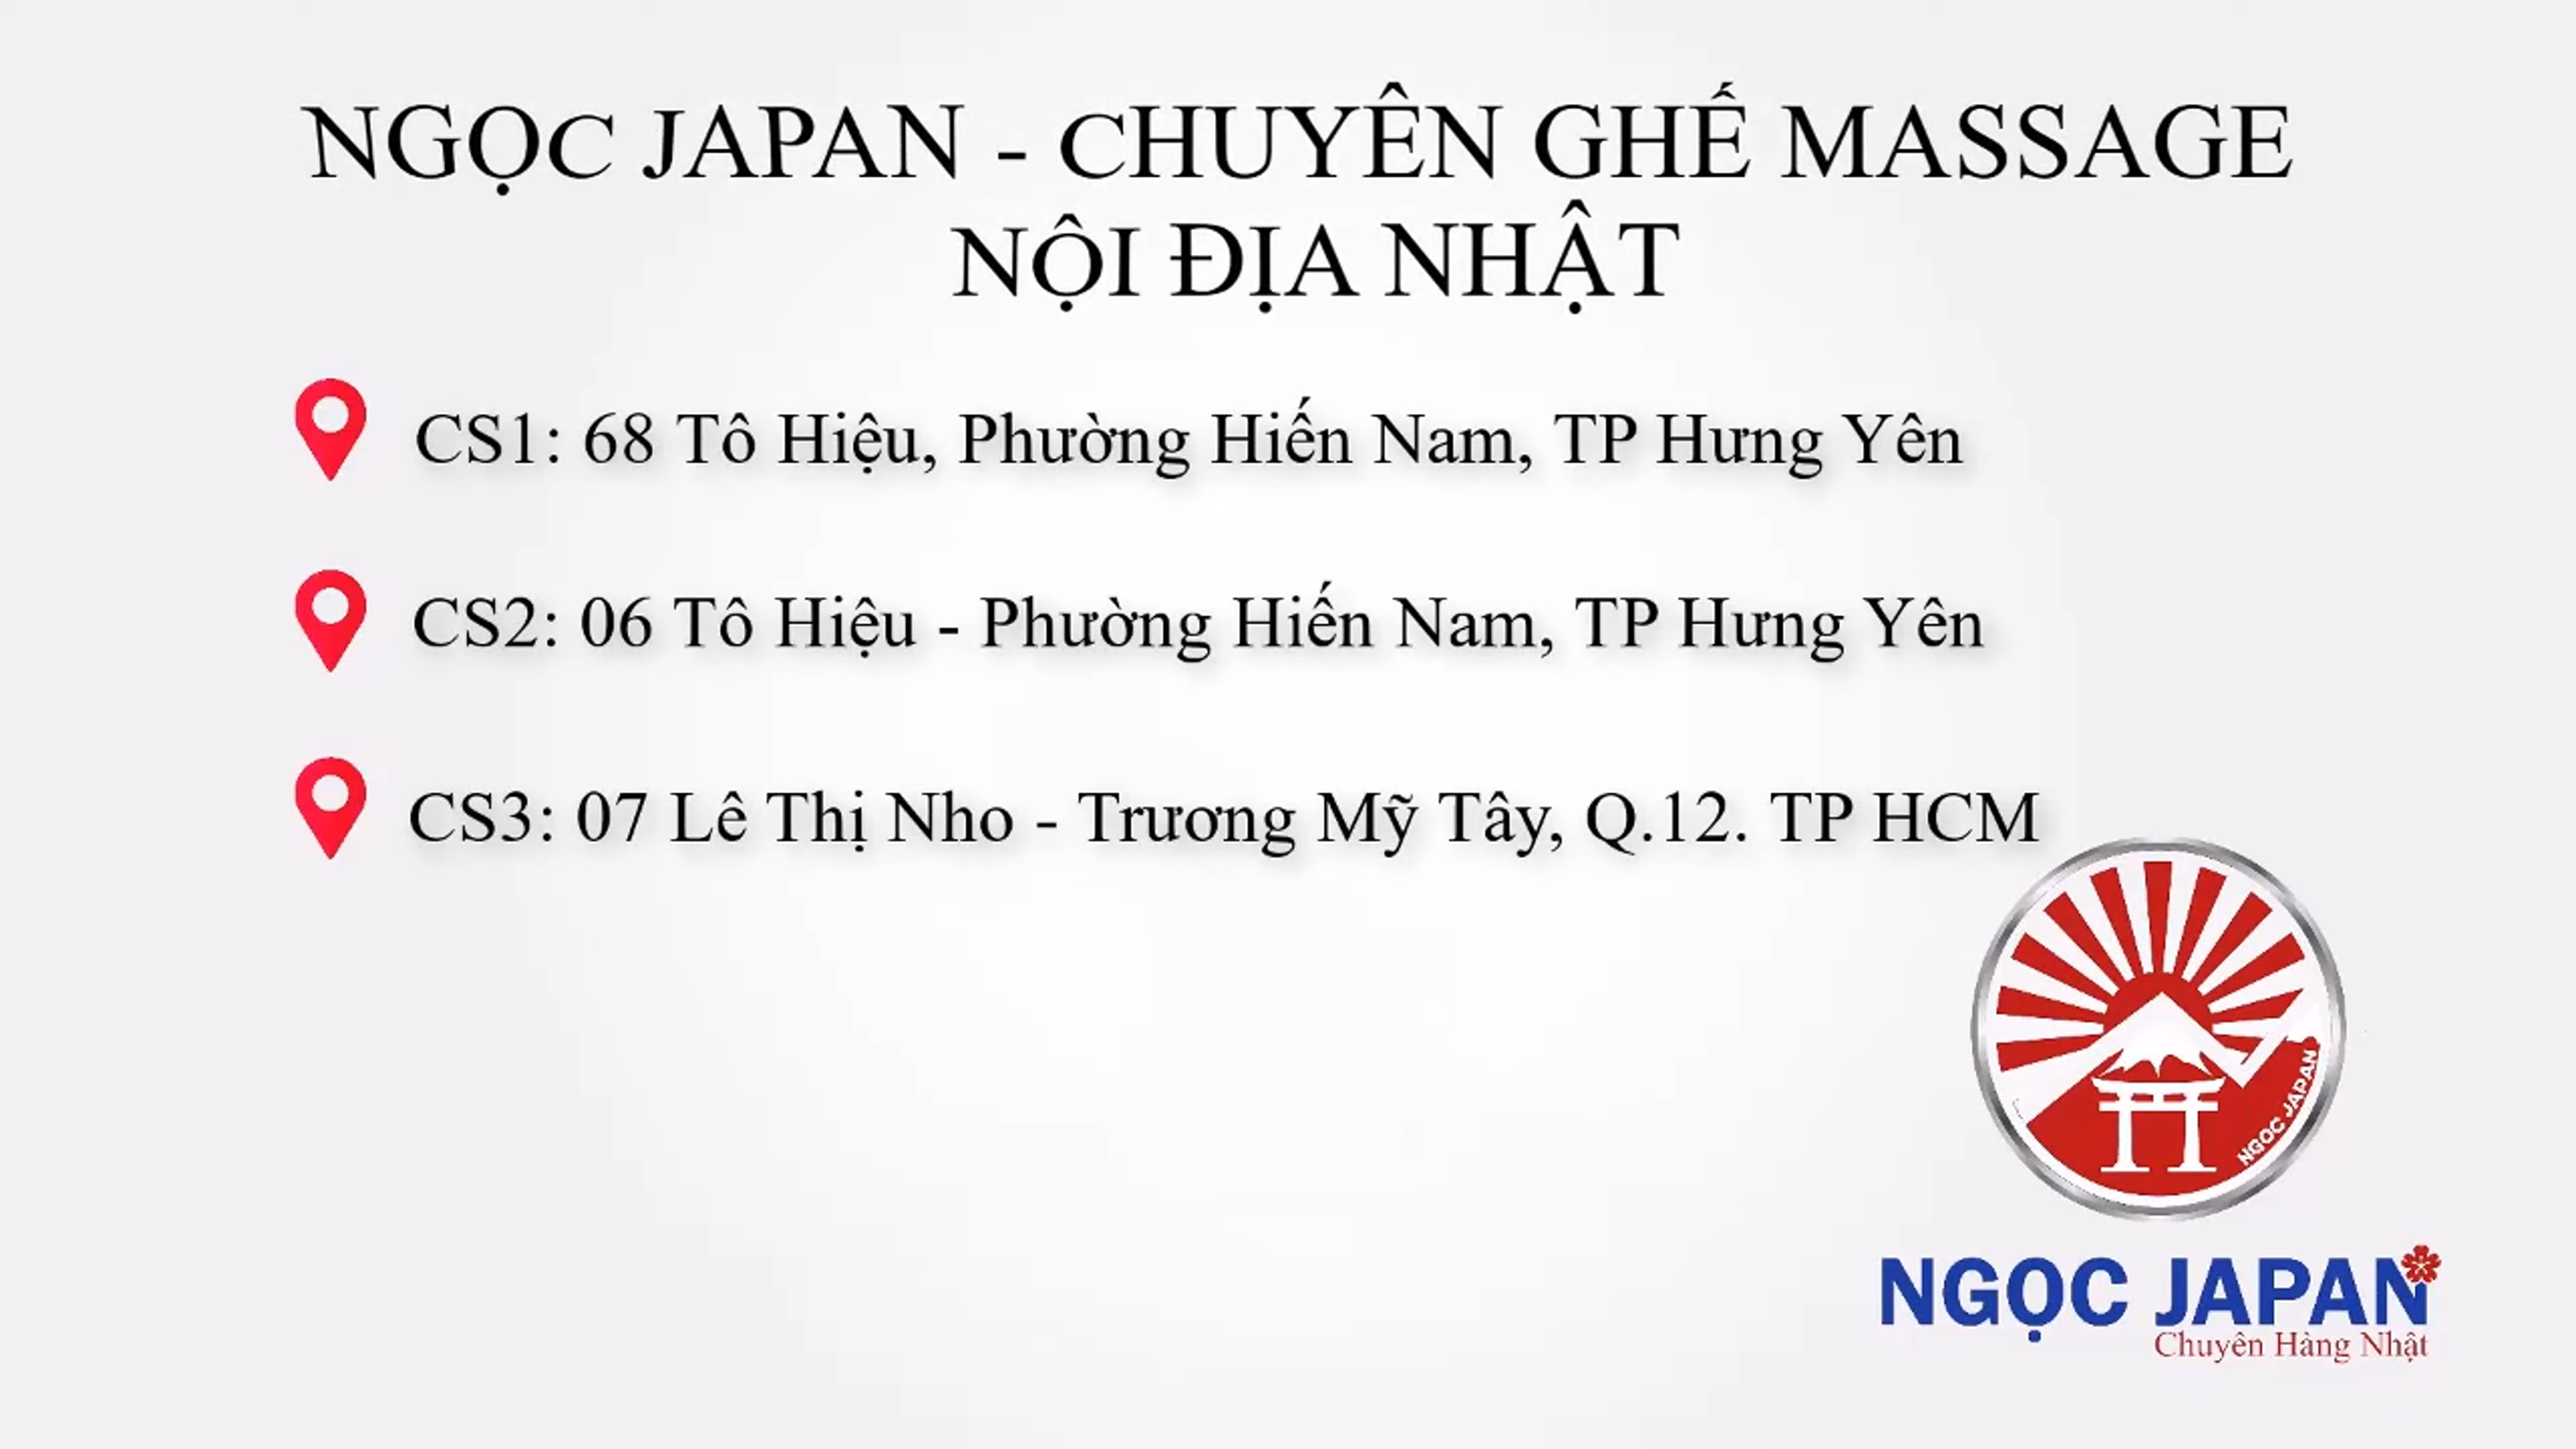 NGỌC JAPAN - CHUYÊN GHẾ MASSAGE
NỘI ĐỊA NHẬT
CS1: 68 Tô Hiệu, Phường Hiến Nam, TP Hưng Yên
CS2: 06 Tô Hiệu - Phường Hiến Nam, TP Hưng Yên
CS3: 07 Lê Thị Nho - Trương Mỹ Tây, Q.12. TP HCM
NGOC JAPAN
NGỌC JAPAN
Chuyên Hàng Nhật